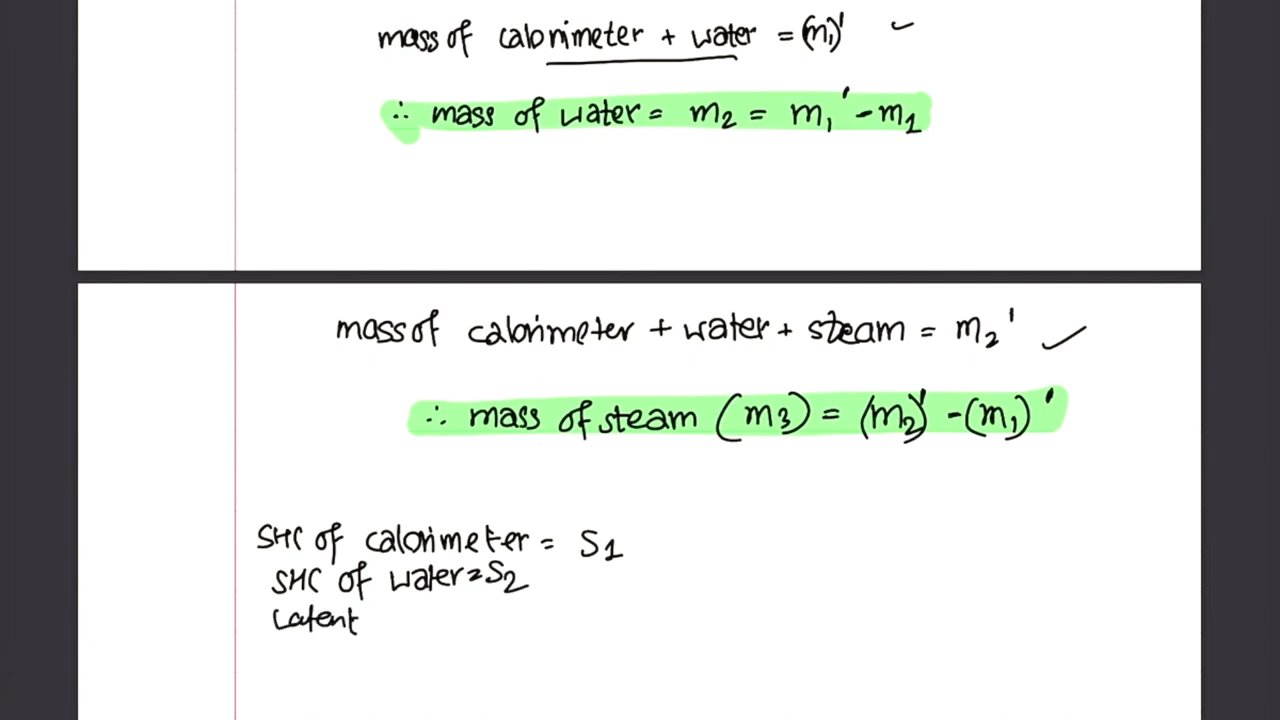 mass of calorimeter + water = (m₁)'
∴ mass of water = m₂ = m₁' - m₁
mass of calorimeter + water + steam = m₂'
∴ mass of steam (m₃) = (m₂)' - (m₁)'
SHC of calorimeter = S₁
SHC of water = S₂
Latent